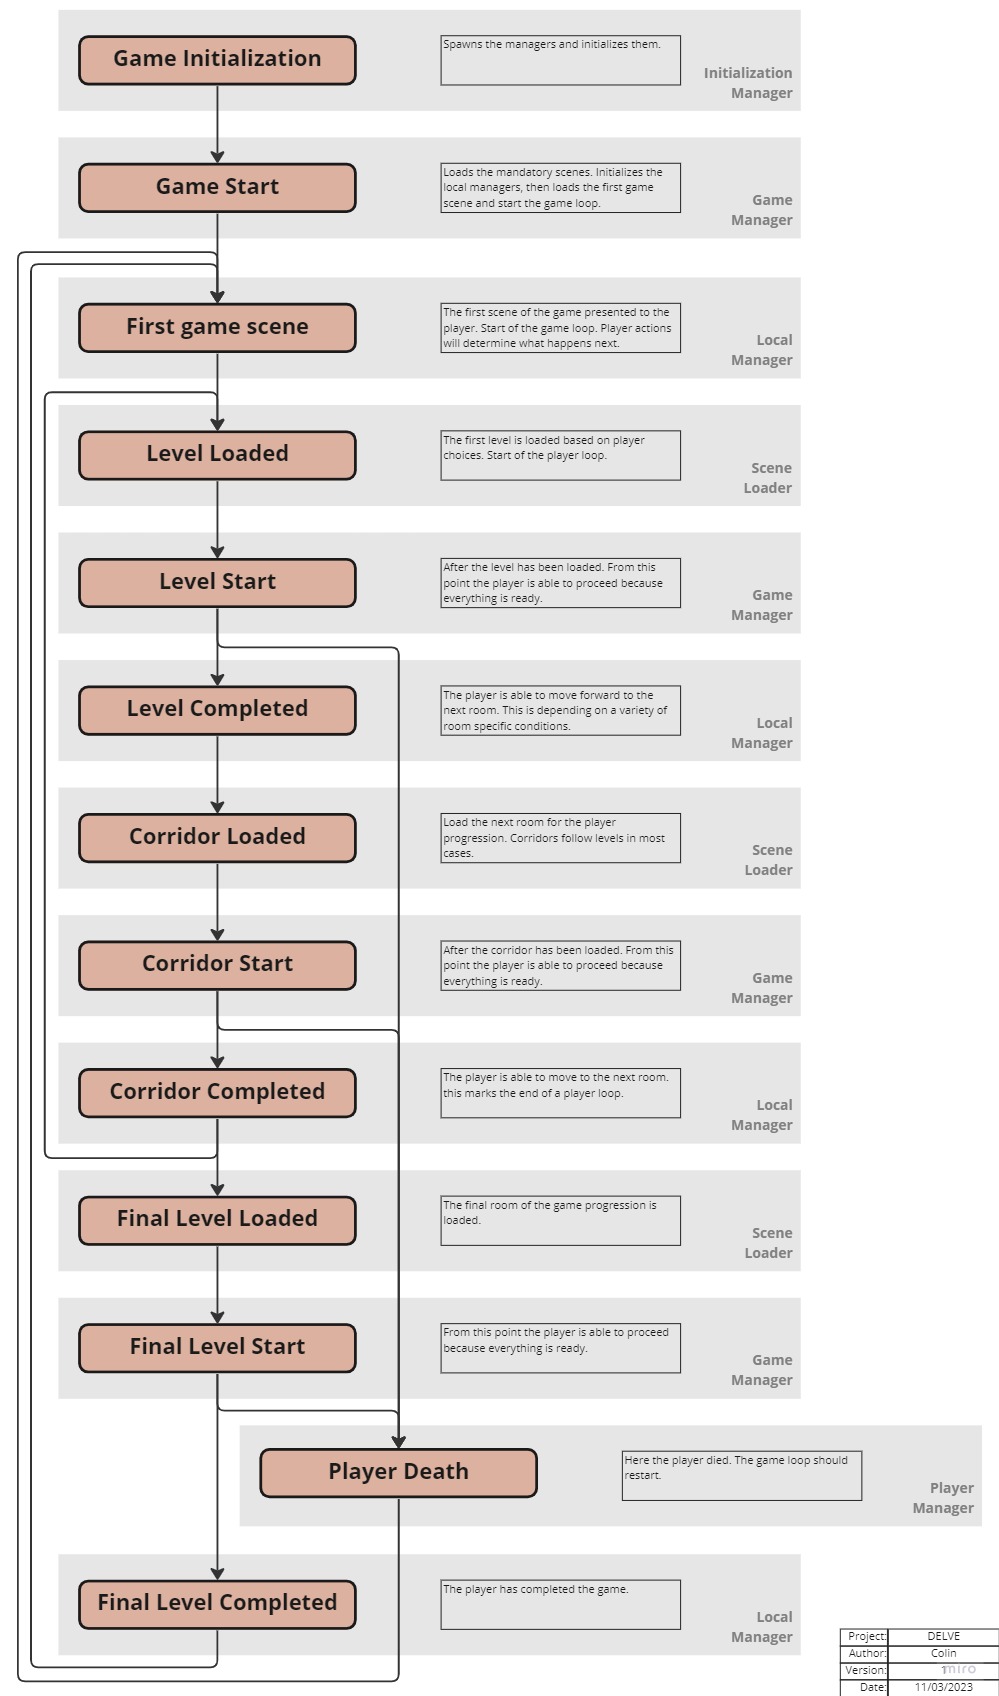 Game Initialization
Spawns the managers and initializes them.
Initialization
Manager
Game Start
Loads the mandatory scenes. Initializes the
local managers, then loads the first game
scene and start the game loop.
Game
Manager
First game scene
The first scene of the game presented to the
player. Start of the game loop. Player actions
will determine what happens next.
Local
Manager
Level Loaded
The first level is loaded based on player
choices. Start of the player loop.
Scene
Loader
Level Start
After the level has been loaded. From this
point the player is able to proceed because
everything is ready.
Game
Manager
Level Completed
The player is able to move forward to the
next room. This is depending on a variety of
room specific conditions.
Local
Manager
Corridor Loaded
Load the next room for the player
progression. Corridors follow levels in most
cases.
Scene
Loader
Corridor Start
After the corridor has been loaded. From this
point the player is able to proceed because
everything is ready.
Game
Manager
Corridor Completed
The player is able to move to the next room.
this marks the end of a player loop.
Local
Manager
Final Level Loaded
The final room of the game progression is
loaded.
Scene
Loader
Final Level Start
From this point the player is able to proceed
because everything is ready.
Game
Manager
Player Death
Here the player died. The game loop should
restart.
Player
Manager
Final Level Completed
The player has completed the game.
Local
Manager
Project: DELVE
Author: Colin
Version: 1
miro
Date: 11/03/2023